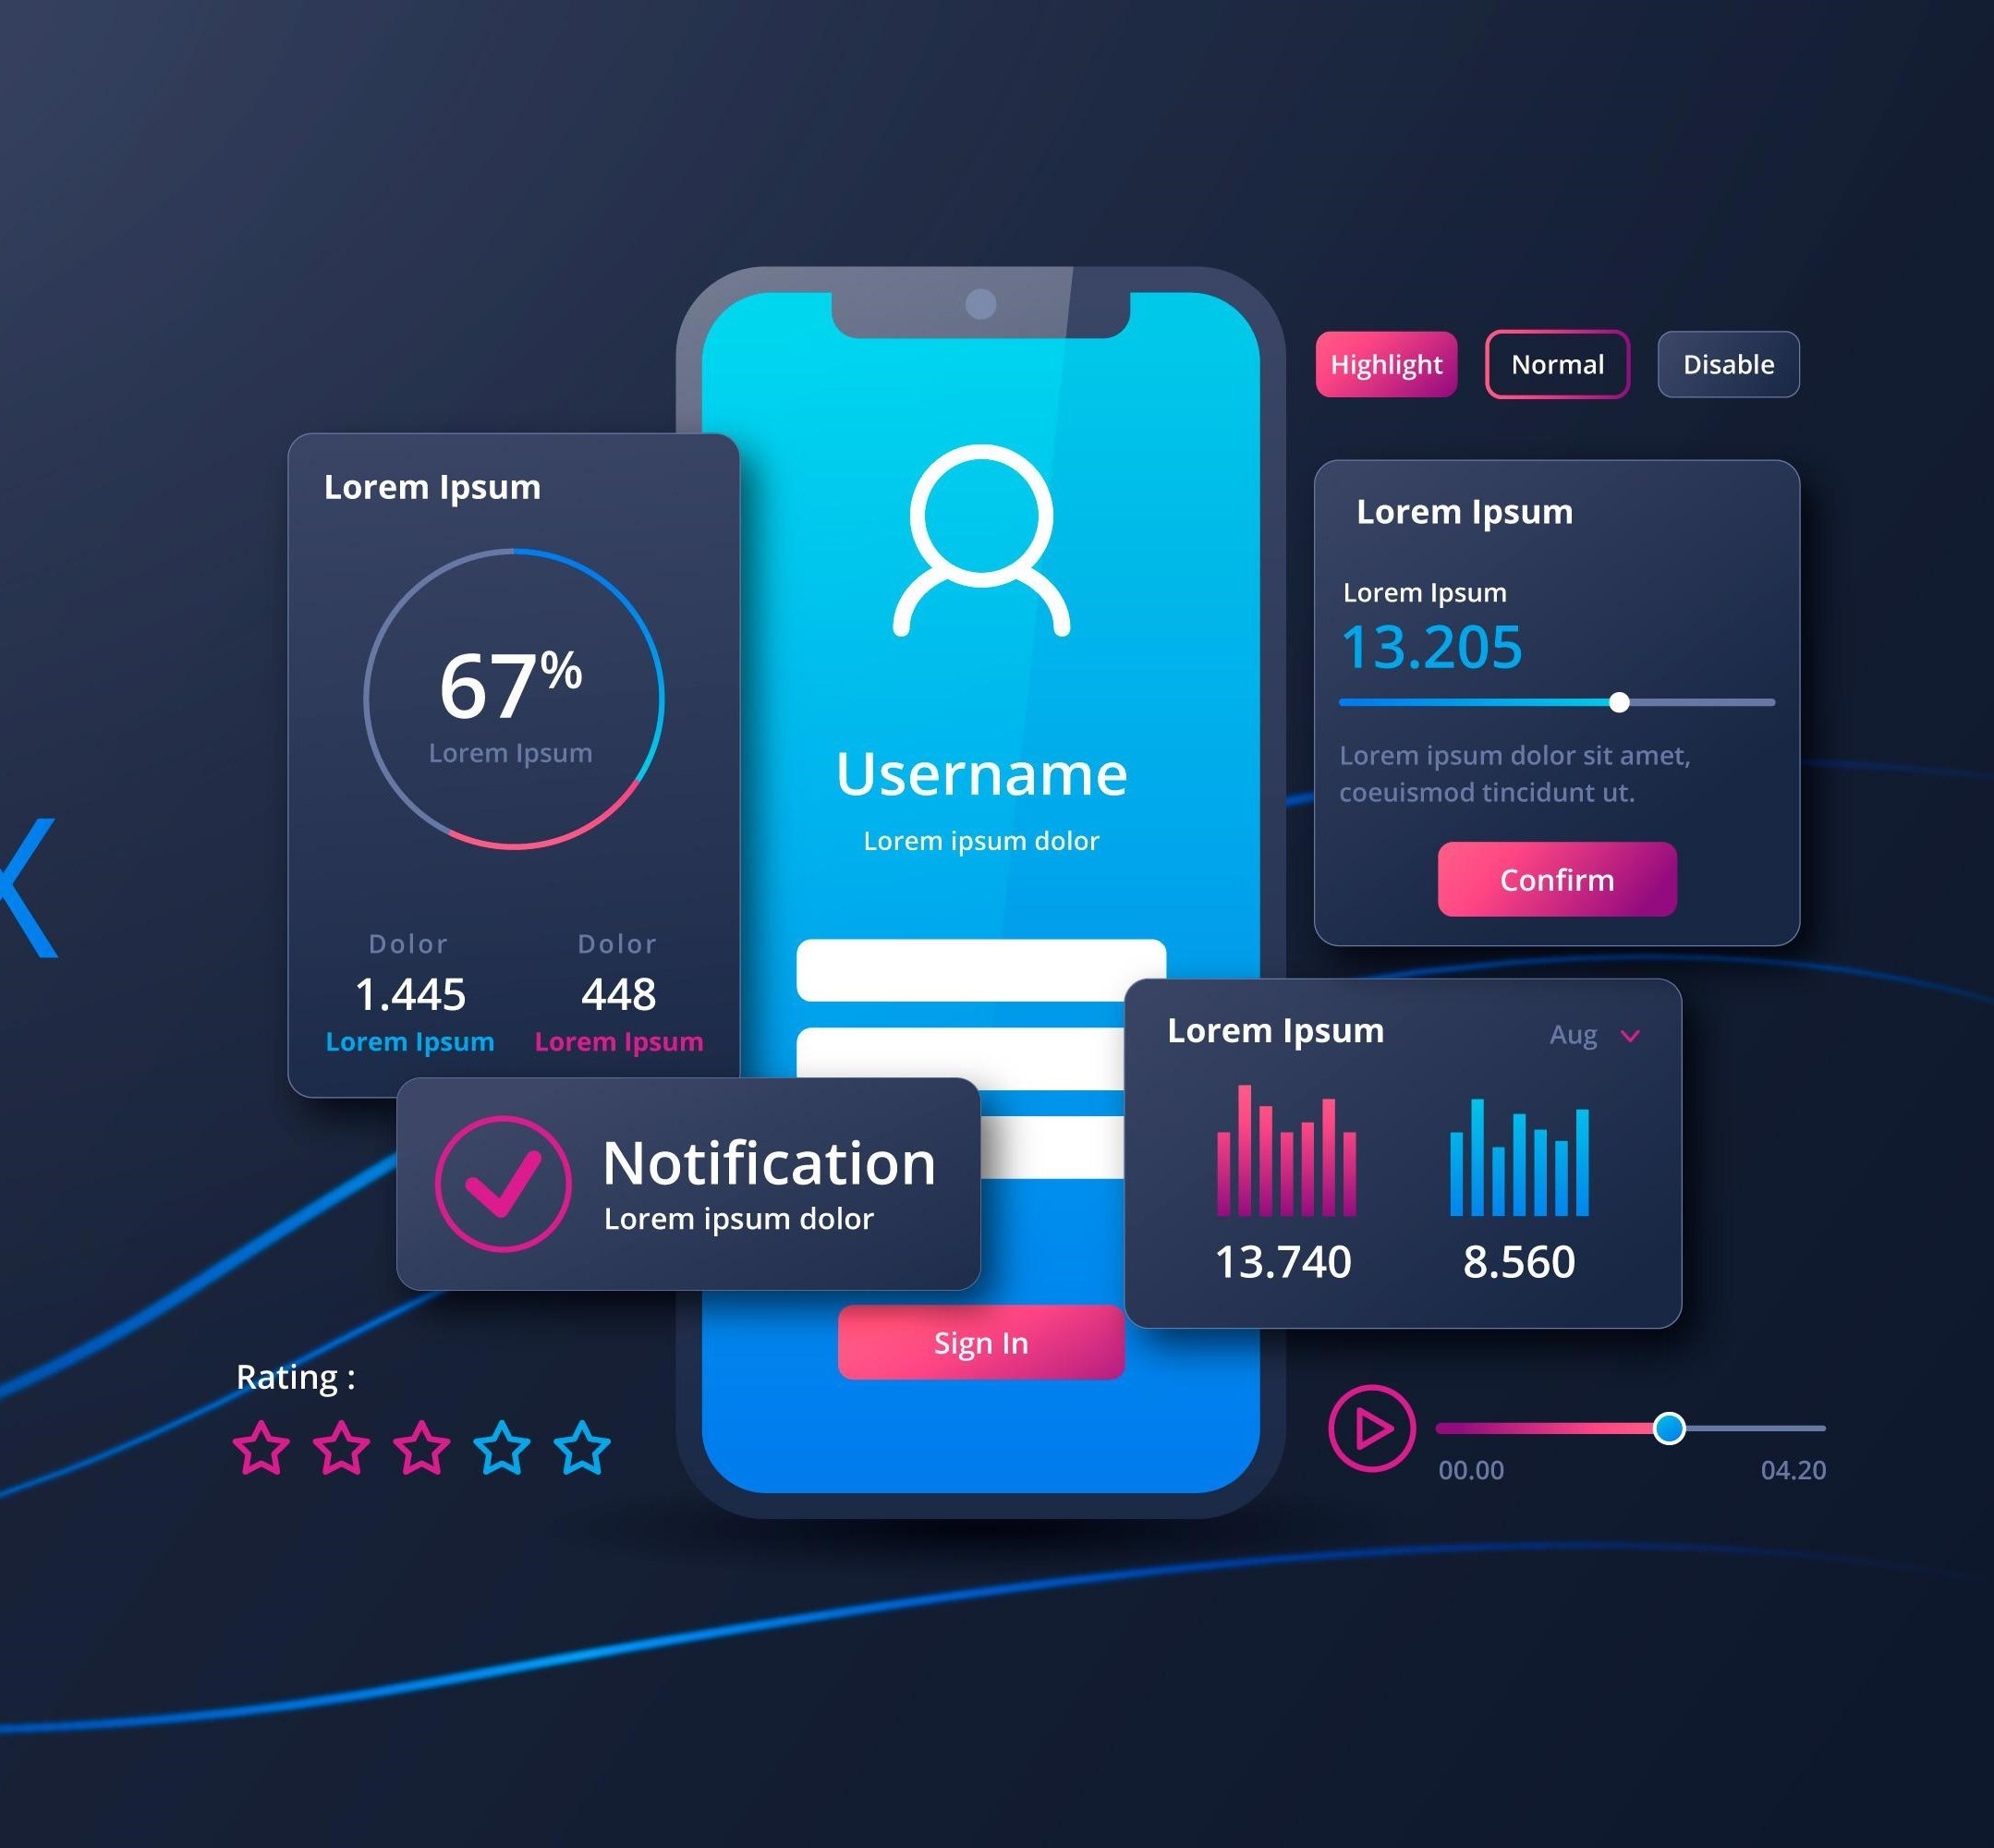 X
Lorem Ipsum
67%
Lorem Ipsum
Dolor
1.445
Lorem Ipsum
Dolor
448
Lorem Ipsum
Notification
Lorem ipsum dolor
Rating :
Username
Lorem ipsum dolor
Sign In
Highlight
Normal
Disable
Lorem Ipsum
Lorem Ipsum
13.205
Lorem ipsum dolor sit amet,
coeuismod tincidunt ut.
Confirm
Lorem Ipsum
Aug
13.740
8.560
00.00
04.20